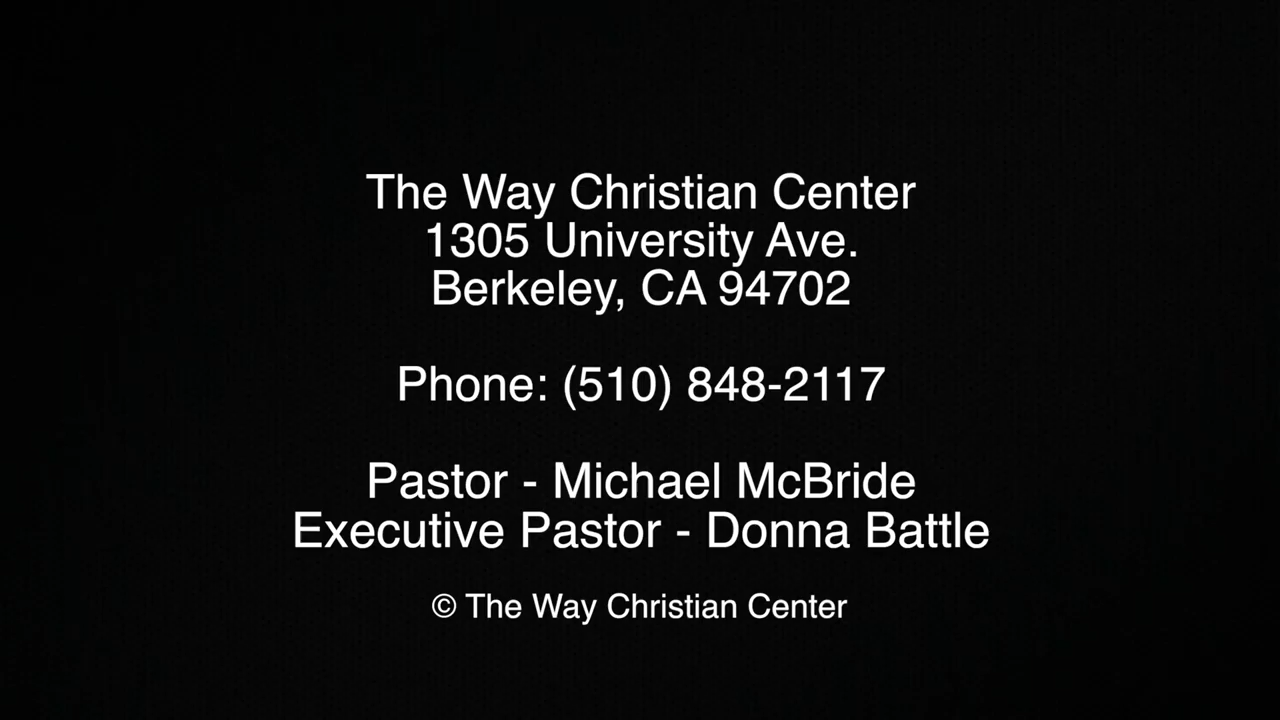 The Way Christian Center
1305 University Ave.
Berkeley, CA 94702
Phone: (510) 848-2117
Pastor - Michael McBride
Executive Pastor - Donna Battle
© The Way Christian Center